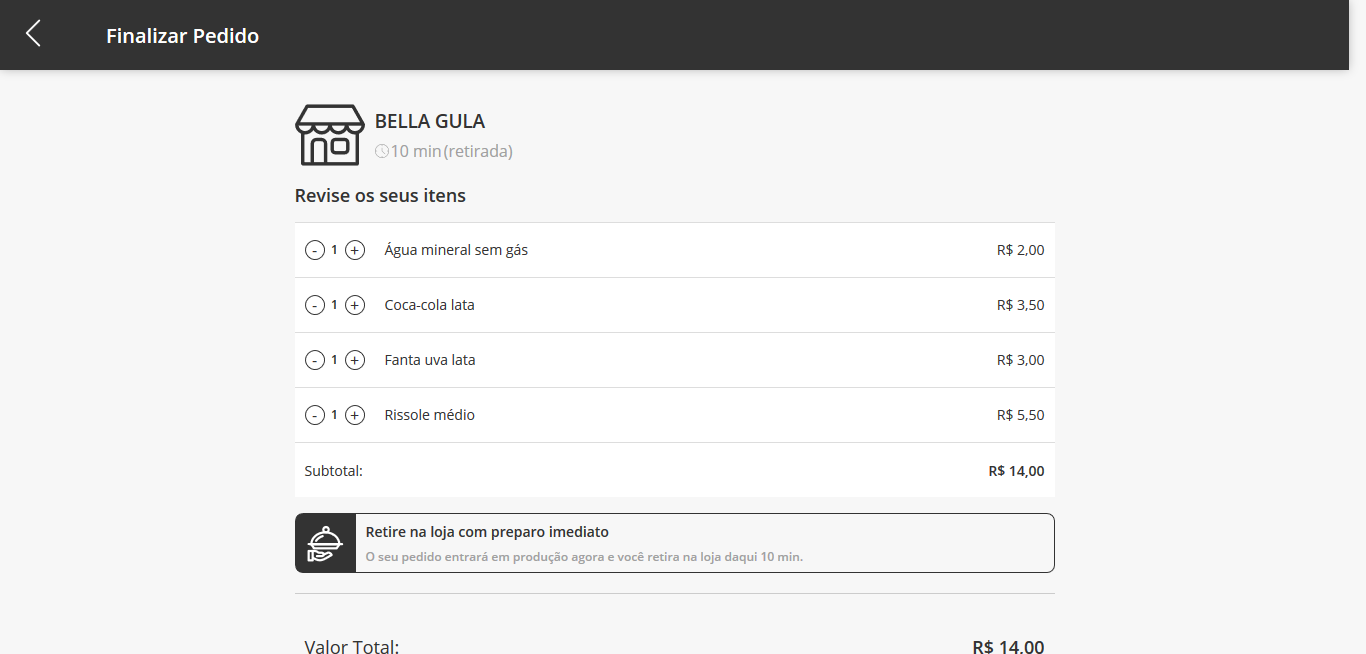 Finalizar Pedido
BELLA GULA
10 min (retirada)
Revise os seus itens
- 1 + Água mineral sem gás R$ 2,00
- 1 + Coca-cola lata R$ 3,50
- 1 + Fanta uva lata R$ 3,00
- 1 + Rissole médio R$ 5,50
Subtotal: R$ 14,00
Retire na loja com preparo imediato
O seu pedido entrará em produção agora e você retira na loja daqui 10 min.
Valor Total: R$ 14,00